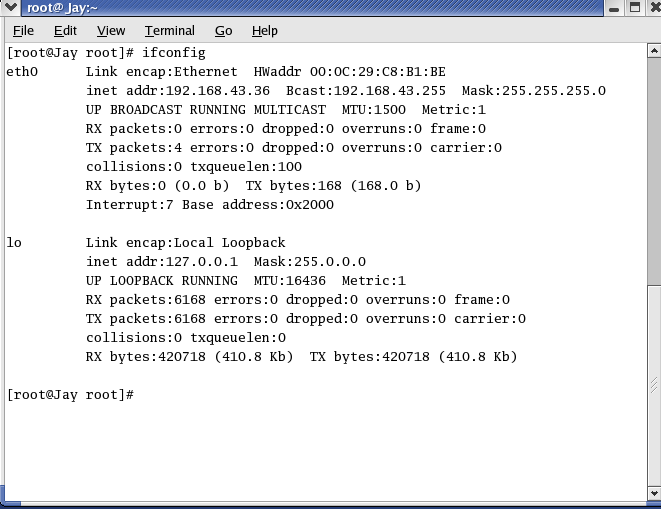 root@ Jay:~
File Edit View Terminal Go Help
[root@Jay root]# ifconfig
eth0      Link encap:Ethernet  HWaddr 00:0C:29:C8:B1:BE
          inet addr:192.168.43.36  Bcast:192.168.43.255  Mask:255.255.255.0
          UP BROADCAST RUNNING MULTICAST  MTU:1500  Metric:1
          RX packets:0 errors:0 dropped:0 overruns:0 frame:0
          TX packets:4 errors:0 dropped:0 overruns:0 carrier:0
          collisions:0 txqueuelen:100
          RX bytes:0 (0.0 b)  TX bytes:168 (168.0 b)
          Interrupt:7 Base address:0x2000
lo        Link encap:Local Loopback
          inet addr:127.0.0.1  Mask:255.0.0.0
          UP LOOPBACK RUNNING  MTU:16436  Metric:1
          RX packets:6168 errors:0 dropped:0 overruns:0 frame:0
          TX packets:6168 errors:0 dropped:0 overruns:0 carrier:0
          collisions:0 txqueuelen:0
          RX bytes:420718 (410.8 Kb)  TX bytes:420718 (410.8 Kb)
[root@Jay root]#